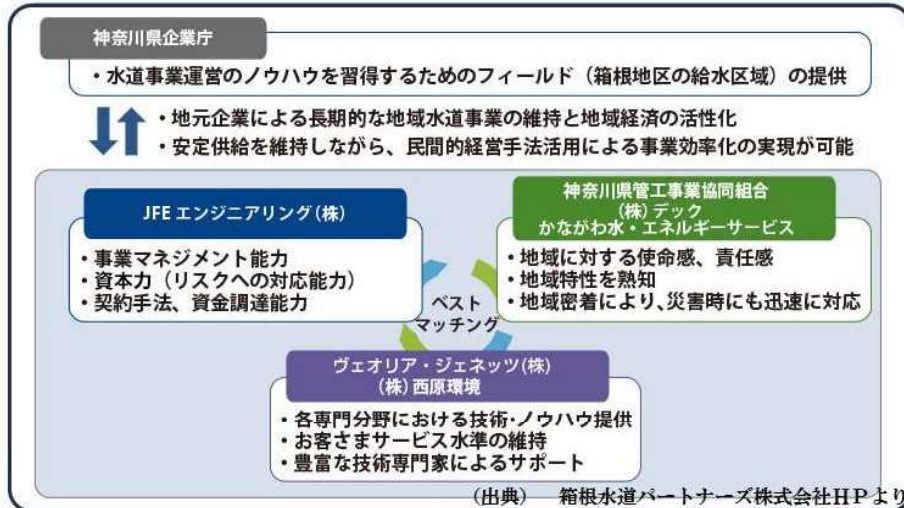 神奈川県企業庁
・水道事業運営のノウハウを習得するためのフィールド（箱根地区の給水区域）の提供
・地元企業による長期的な地域水道事業の維持と地域経済の活性化
・安定供給を維持しながら、民間的経営手法活用による事業効率化の実現が可能
JFE エンジニアリング(株)
・事業マネジメント能力
・資本力（リスクへの対応能力）
・契約手法、資金調達能力
神奈川県管工事業協同組合
(株) デック
かながわ水・エネルギーサービス
・地域に対する使命感、責任感
・地域特性を熟知
・地域密着により、災害時にも迅速に対応
ベスト
マッチング
ヴェオリア・ジェネッツ(株)
(株) 西原環境
・各専門分野における技術・ノウハウ提供
・お客さまサービス水準の維持
・豊富な技術専門家によるサポート
（出典）　箱根水道パートナーズ株式会社ＨＰより